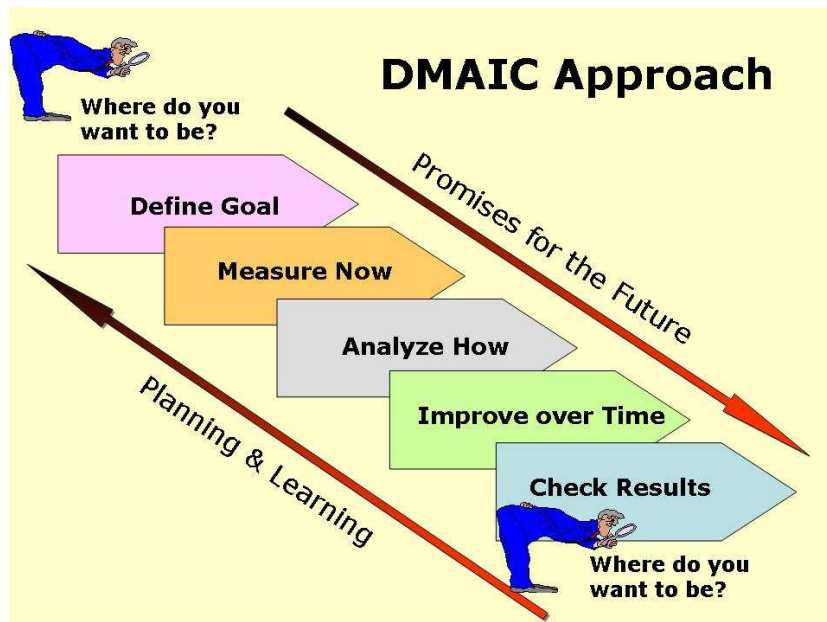 DMAIC Approach
Where do you
want to be?
Promises for the Future
Define Goal
Measure Now
Analyze How
Improve over Time
Check Results
Planning & Learning
Where do you
want to be?